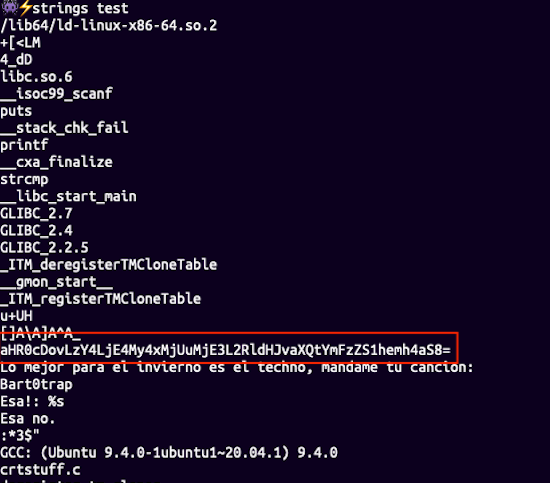 strings test
/lib64/ld-linux-x86-64.so.2
+[<LM
4_dD
libc.so.6
__isoc99_scanf
puts
__stack_chk_fail
printf
__cxa_finalize
strcmp
__libc_start_main
GLIBC_2.7
GLIBC_2.4
GLIBC_2.2.5
_ITM_deregisterTMCloneTable
__gmon_start__
_ITM_registerTMCloneTable
u+UH
[]A\A]A^A_
aHR0cDovLzY4LjE4My4xMjUuMjE3L2RldHJvaXQtYmFzZS1hemh4aS8=
Lo mejor para el invierno es el techno, mandame tu cancion:
Bart0trap
Esa!: %s
Esa no.
:*3$"
GCC: (Ubuntu 9.4.0-1ubuntu1~20.04.1) 9.4.0
crtstuff.c